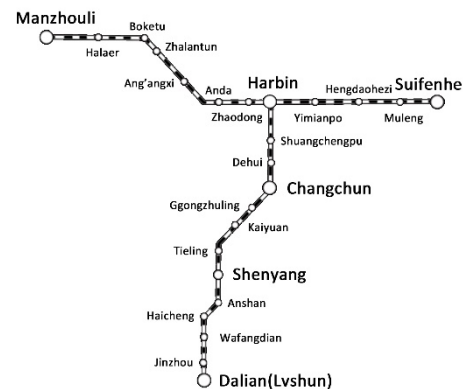 Manzhouli
Boketu
Halaer
Zhalantun
Ang'angxi
Anda
Harbin
Hengdaohezi
Suifenhe
Zhaodong
Yimianpo
Muleng
Shuangchengpu
Dehui
Changchun
Ggongzhuling
Kaiyuan
Tieling
Shenyang
Anshan
Haicheng
Wafangdian
Jinzhou
Dalian(Lvshun)